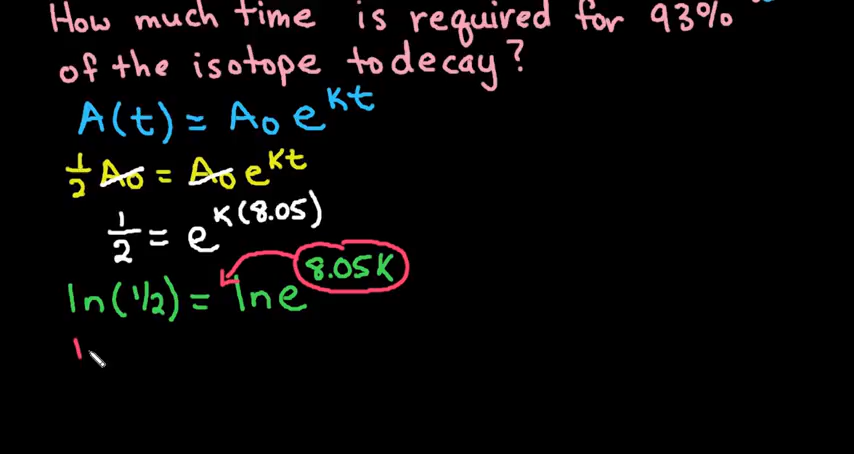 How much time is required for 93%
of the isotope to decay?
A(t) = A₀ e^kt
½ A₀ = A₀ e^kt
½ = e^K(8.05)
ln(1/2) = ln e^8.05K
l